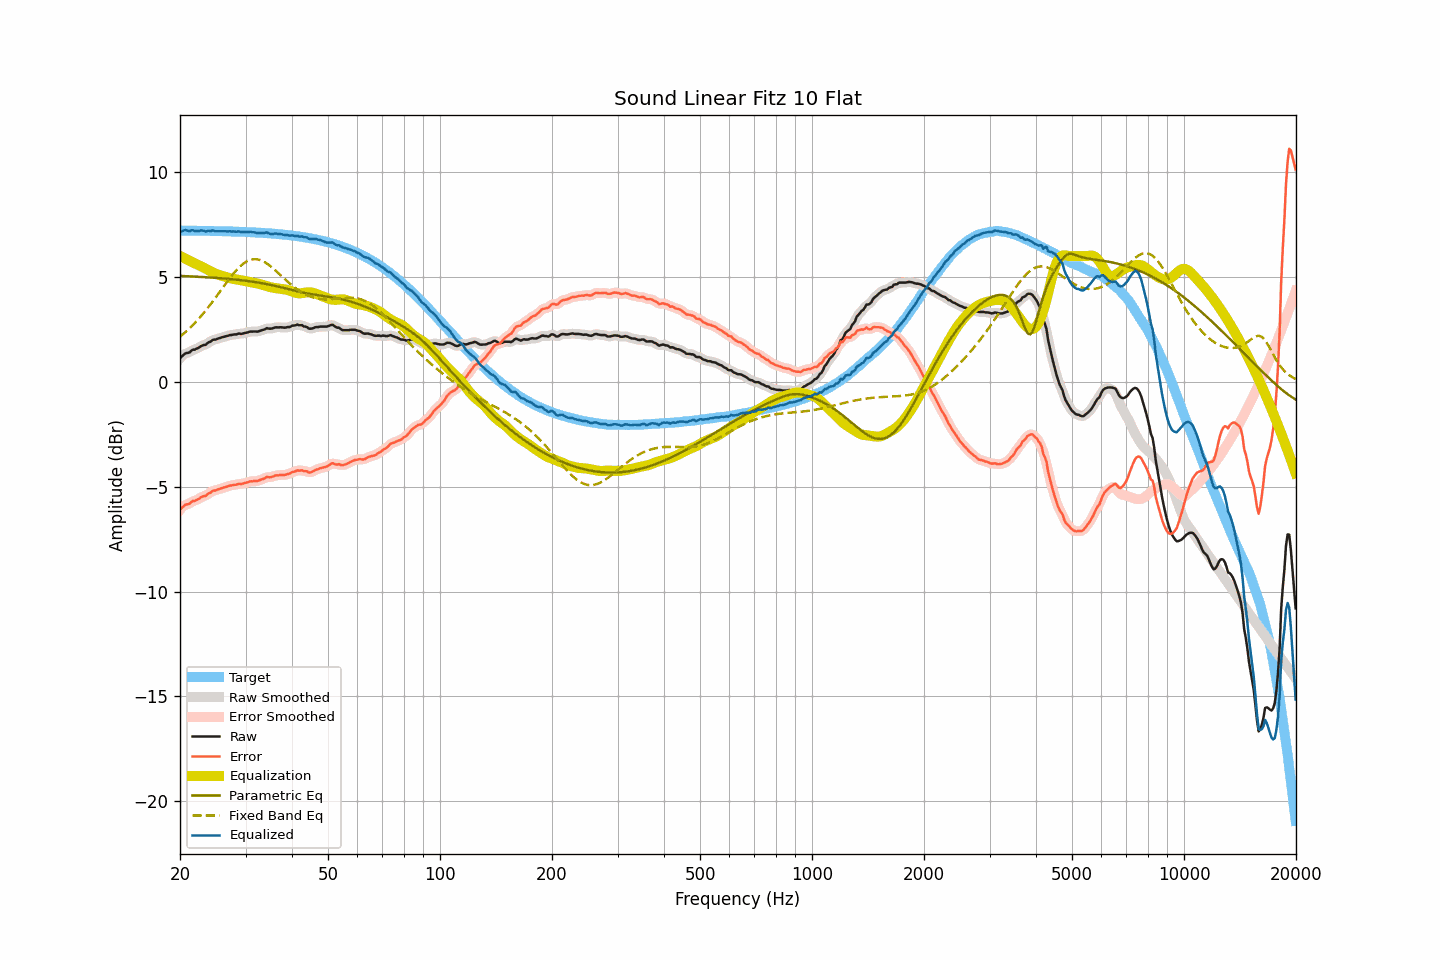 Sound Linear Fitz 10 Flat
Amplitude (dBr)
10
5
0
−5
−10
−15
−20
Target
Raw Smoothed
Error Smoothed
Raw
Error
Equalization
Parametric Eq
Fixed Band Eq
Equalized
20 50 100 200 500 1000 2000 5000 10000 20000
Frequency (Hz)